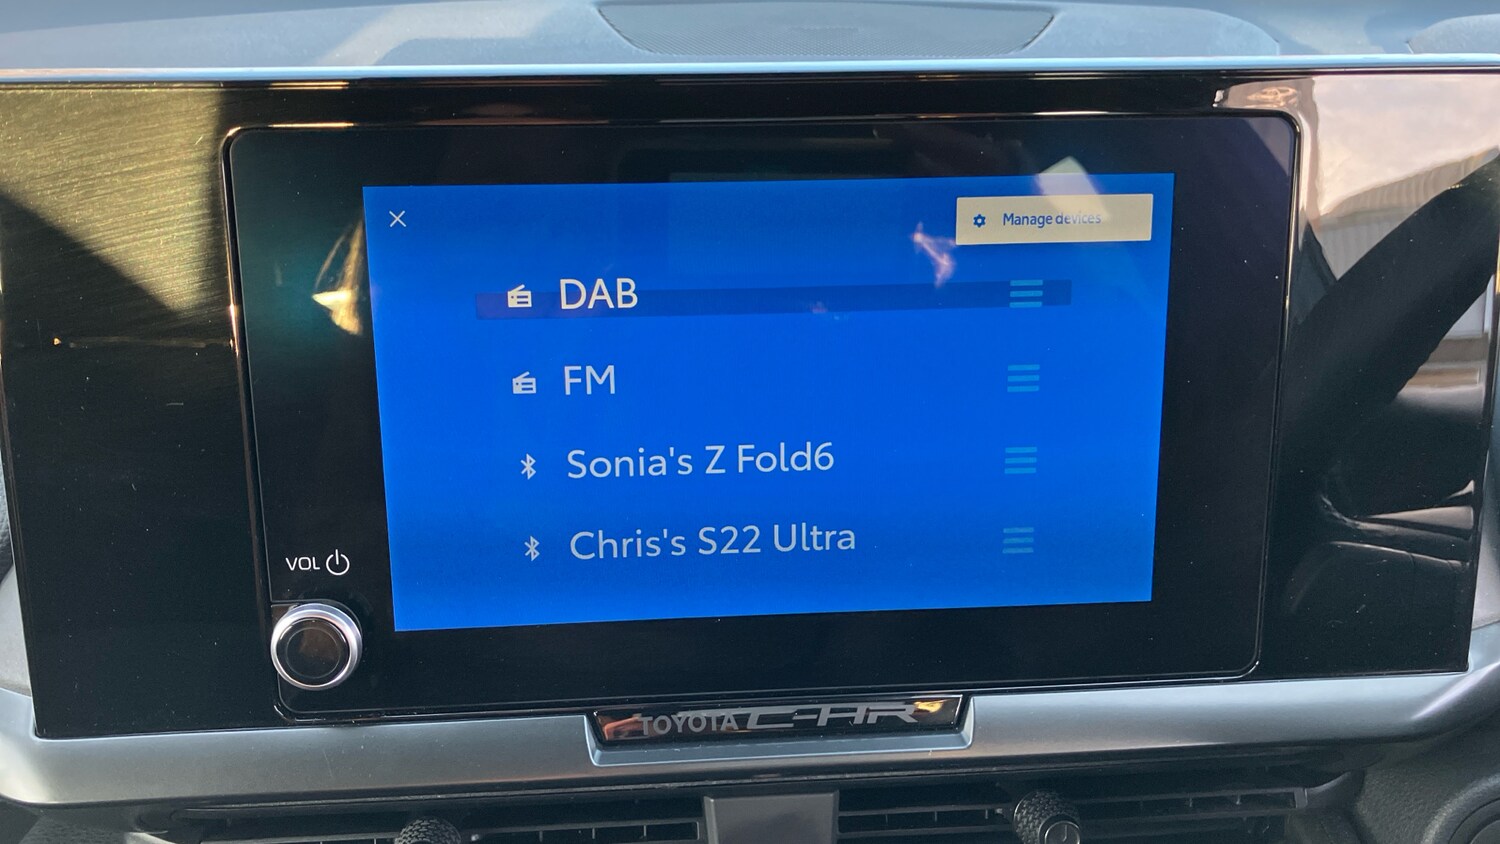 Manage devices
DAB
FM
Sonia's Z Fold6
Chris's S22 Ultra
VOL
TOYOTA C-HR